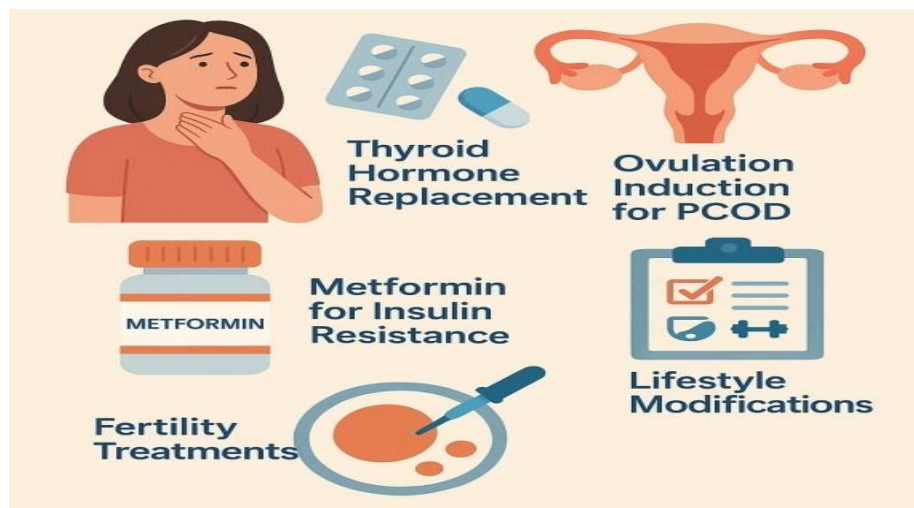 Thyroid
Hormone
Replacement
Ovulation
Induction
for PCOD
METFORMIN
Metformin
for Insulin
Resistance
Lifestyle
Modifications
Fertility
Treatments